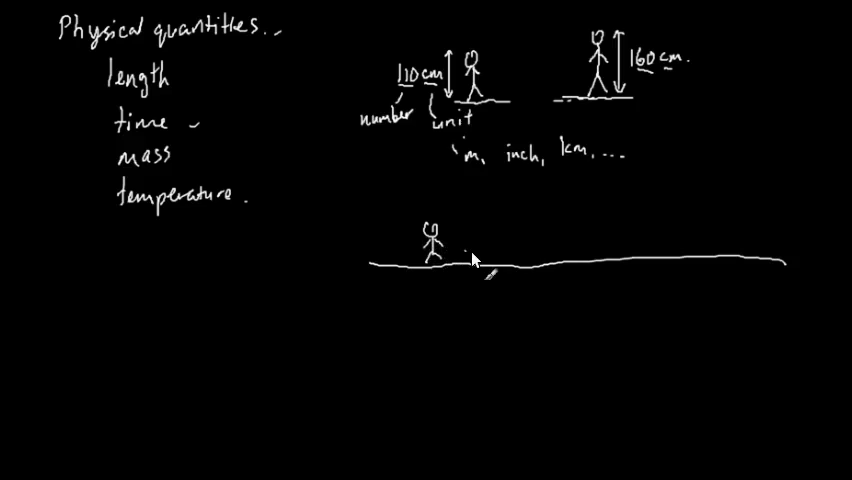 Physical quantities..
length
time
mass
temperature.
110 cm
160 cm.
number unit
m, inch, km, ...